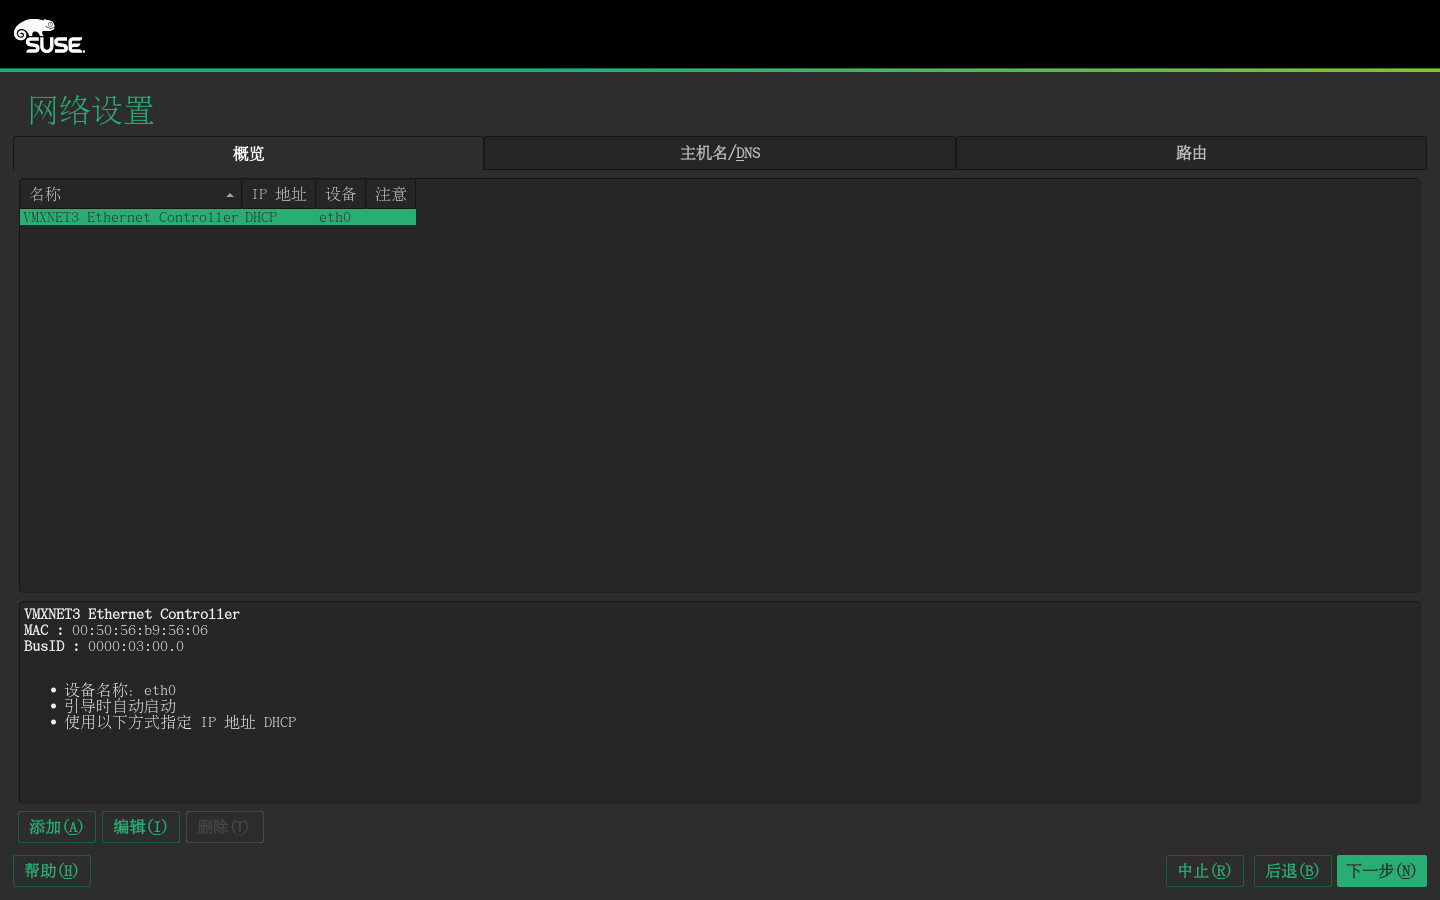 SUSE
网络设置
概览 主机名/DNS 路由
名称 IP 地址 设备 注意
VMXNET3 Ethernet Controller DHCP eth0
VMXNET3 Ethernet Controller
MAC : 00:50:56:b9:56:06
BusID : 0000:03:00.0
• 设备名称: eth0
• 引导时自动启动
• 使用以下方式指定 IP 地址 DHCP
添加(A) 编辑(I) 删除(T)
帮助(H) 中止(R) 后退(B) 下一步(N)